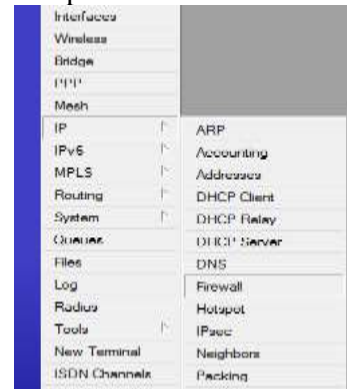 Interfaces
Wireless
Bridge
PPP
Mesh
IP
IPv6
MPLS
Routing
System
Queues
Files
Log
Radius
Tools
New Terminal
ISDN Channels
ARP
Accounting
Addresses
DHCP Client
DHCP Relay
DHCP Server
DNS
Firewall
Hotspot
IPsec
Neighbors
Packing